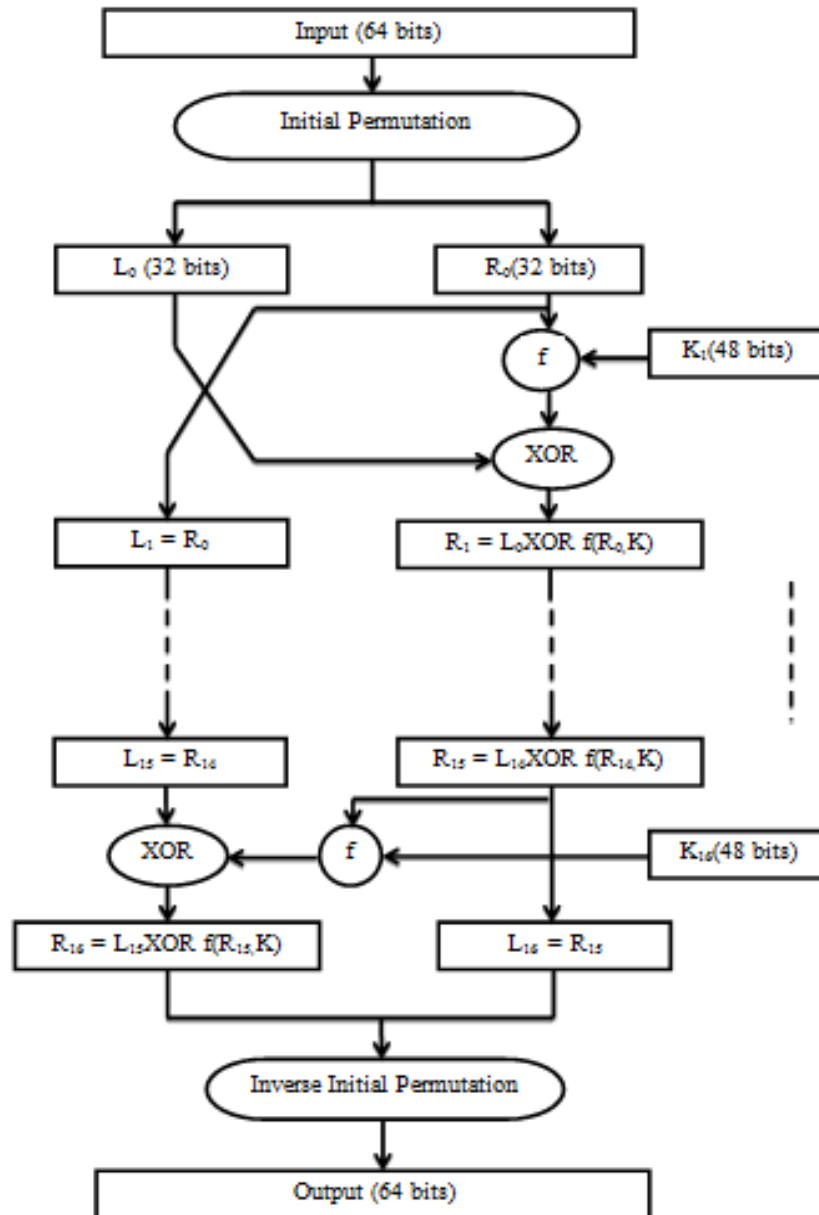 Input (64 bits)
Initial Permutation
L₀ (32 bits)
R₀(32 bits)
f
K₁(48 bits)
XOR
L₁ = R₀
R₁ = L₀XOR f(R₀,K)
L₁₅ = R₁₄
R₁₅ = L₁₄XOR f(R₁₄,K)
XOR
f
K₁₆(48 bits)
R₁₆ = L₁₅XOR f(R₁₅,K)
L₁₆ = R₁₅
Inverse Initial Permutation
Output (64 bits)